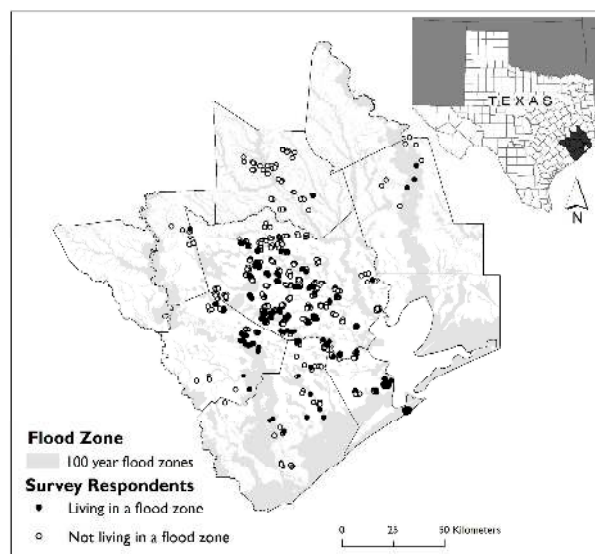 TEXAS
N
Flood Zone
100 year flood zones
Survey Respondents
Living in a flood zone
Not living in a flood zone
0 25 50 Kilometers